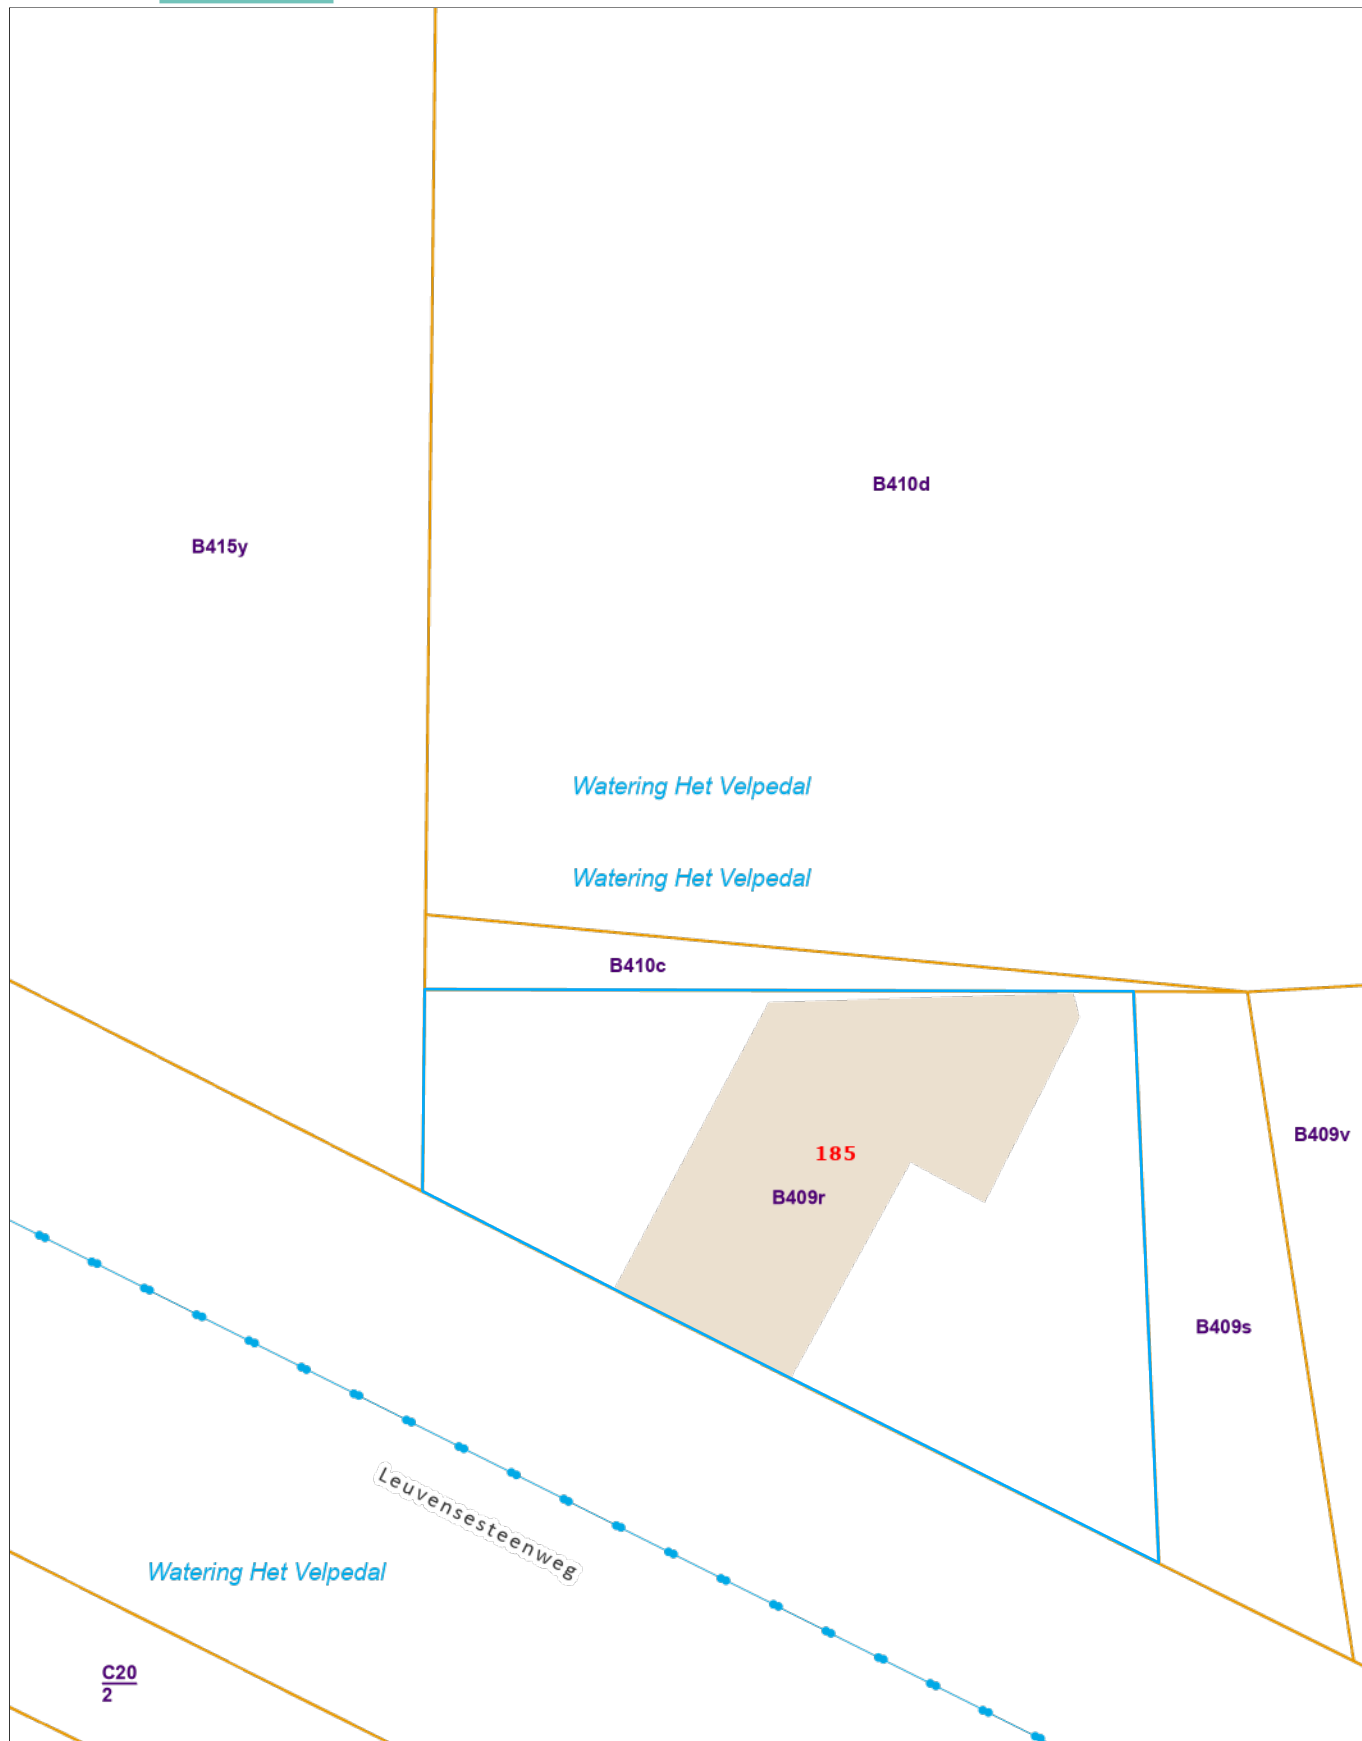 B410d
B415y
Watering Het Velpedal
Watering Het Velpedal
B410c
B409v
185
B409r
B409s
Leuvensesteenweg
Watering Het Velpedal
C20
2